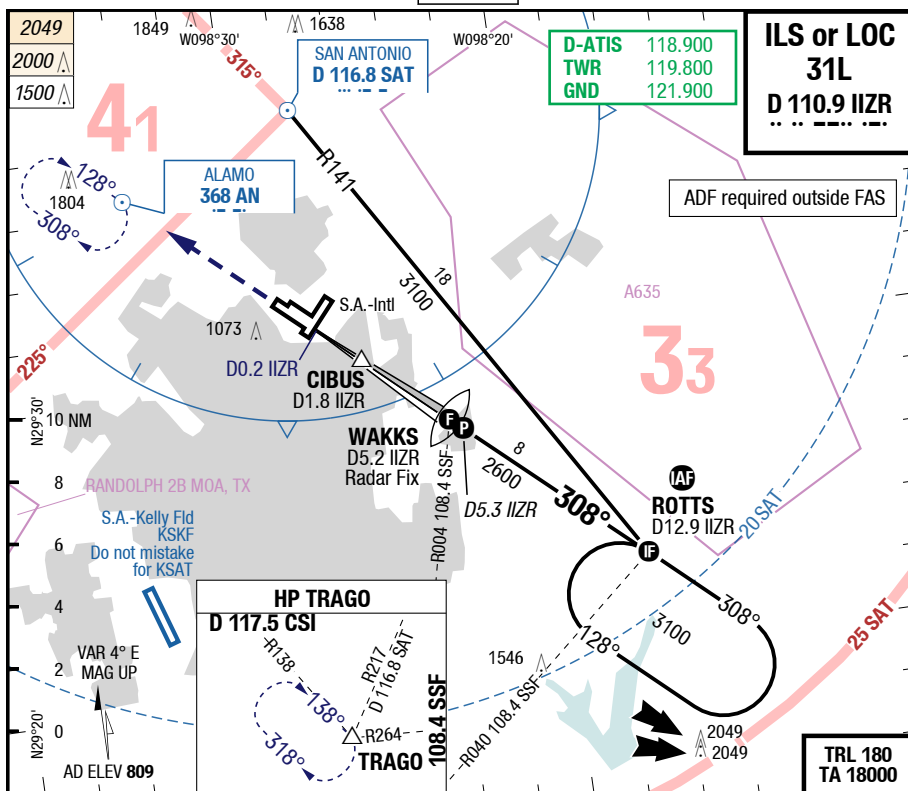 2049
2000
1500
1849
1638
W098°30'
W098°20'
315°
SAN ANTONIO
D 116.8 SAT
D-ATIS 118.900
TWR 119.800
GND 121.900
ILS or LOC
31L
D 110.9 IIZR
41
128°
1804
308°
ALAMO
368 AN
R141
18
3100
ADF required outside FAS
A635
33
S.A.-Intl
1073
D0.2 IIZR
CIBUS
D1.8 IIZR
225°
N29°30'
10 NM
WAKKS
D5.2 IIZR
Radar Fix
F
P
8
2600
D5.3 IIZR
308°
IAF
ROTTS
D12.9 IIZR
IF
20 SAT
8
RANDOLPH 2B MOA, TX
S.A.-Kelly Fld
KSKF
Do not mistake
for KSAT
R004 108.4 SSF
6
4
2
0
N29°20'
HP TRAGO
D 117.5 CSI
R138
R217
D 116.8 SAT
138°
318°
R264
TRAGO
108.4 SSF
R040 108.4 SSF
308°
3100
128°
1546
25 SAT
2049
2049
VAR 4° E
MAG UP
AD ELEV 809
TRL 180
TA 18000